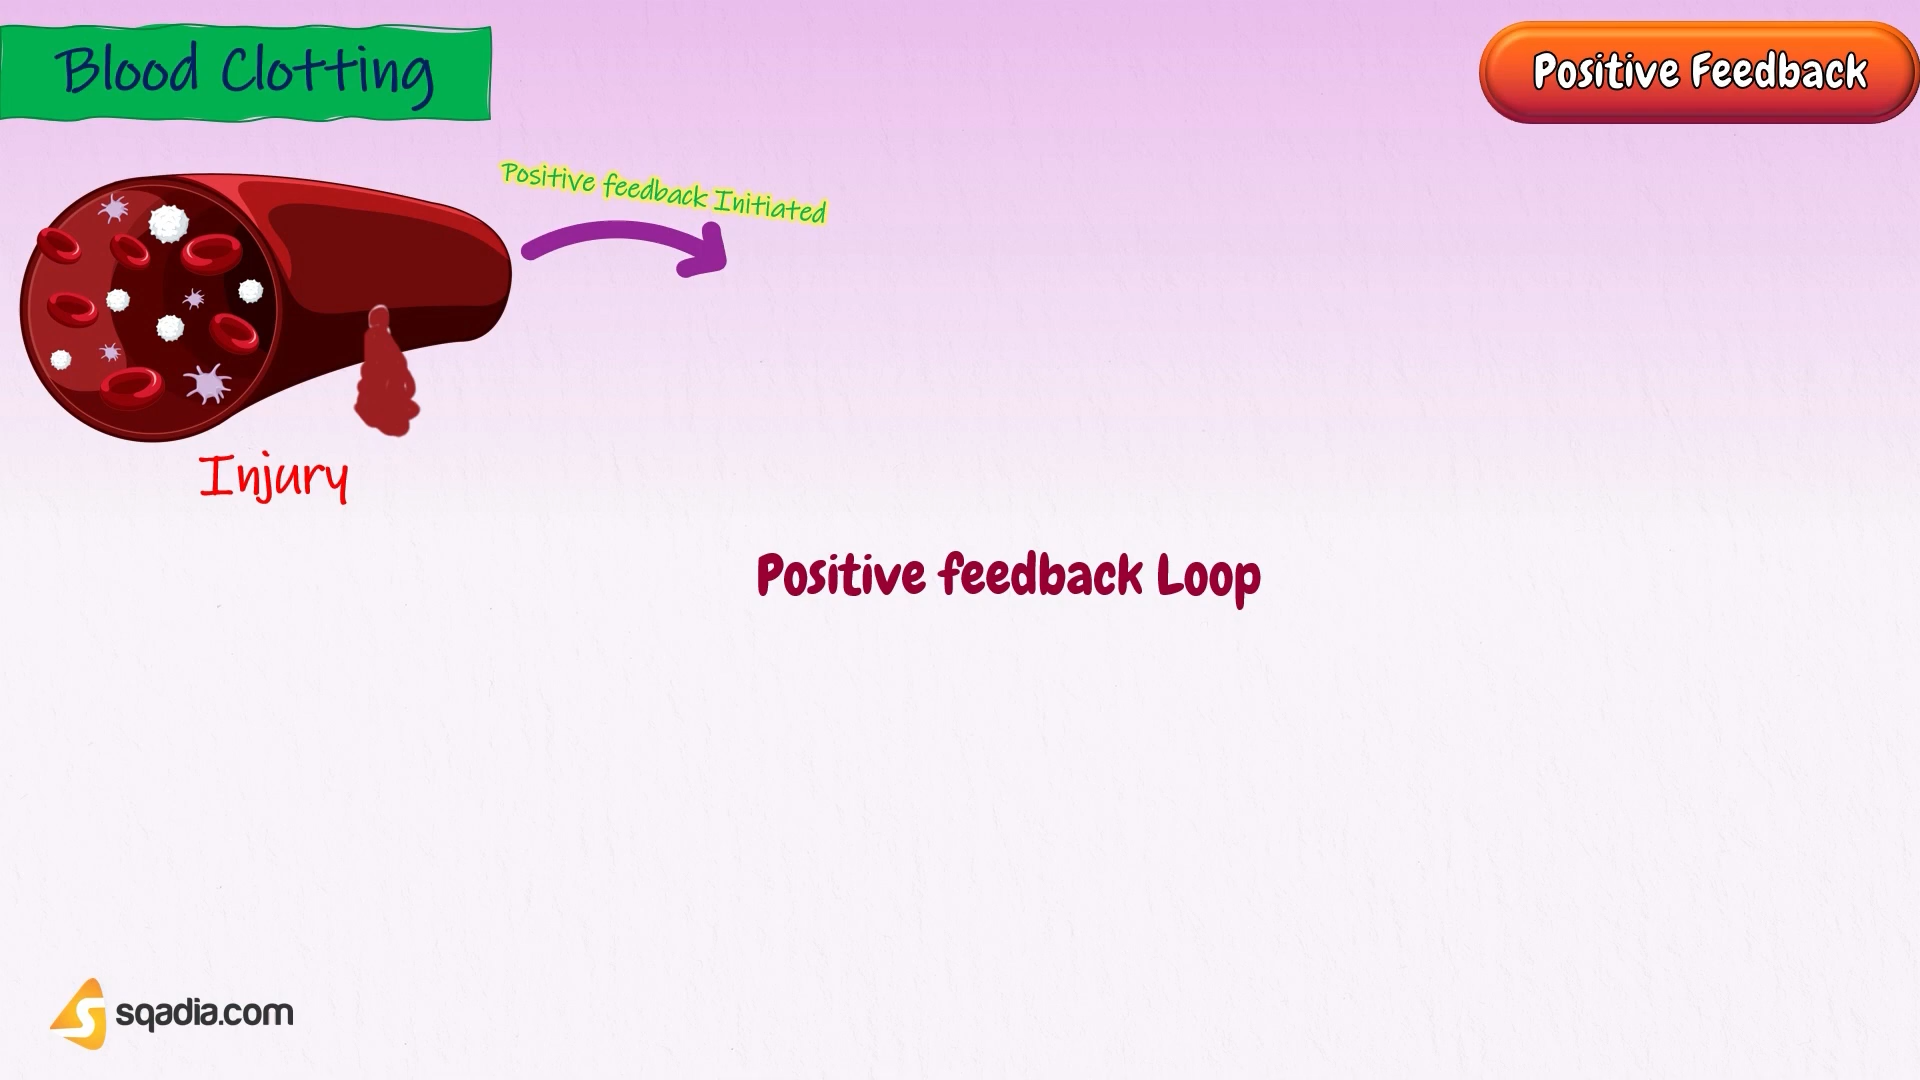 Blood Clotting
Positive Feedback
Positive feedback Initiated
Injury
Positive feedback Loop
sqadia.com